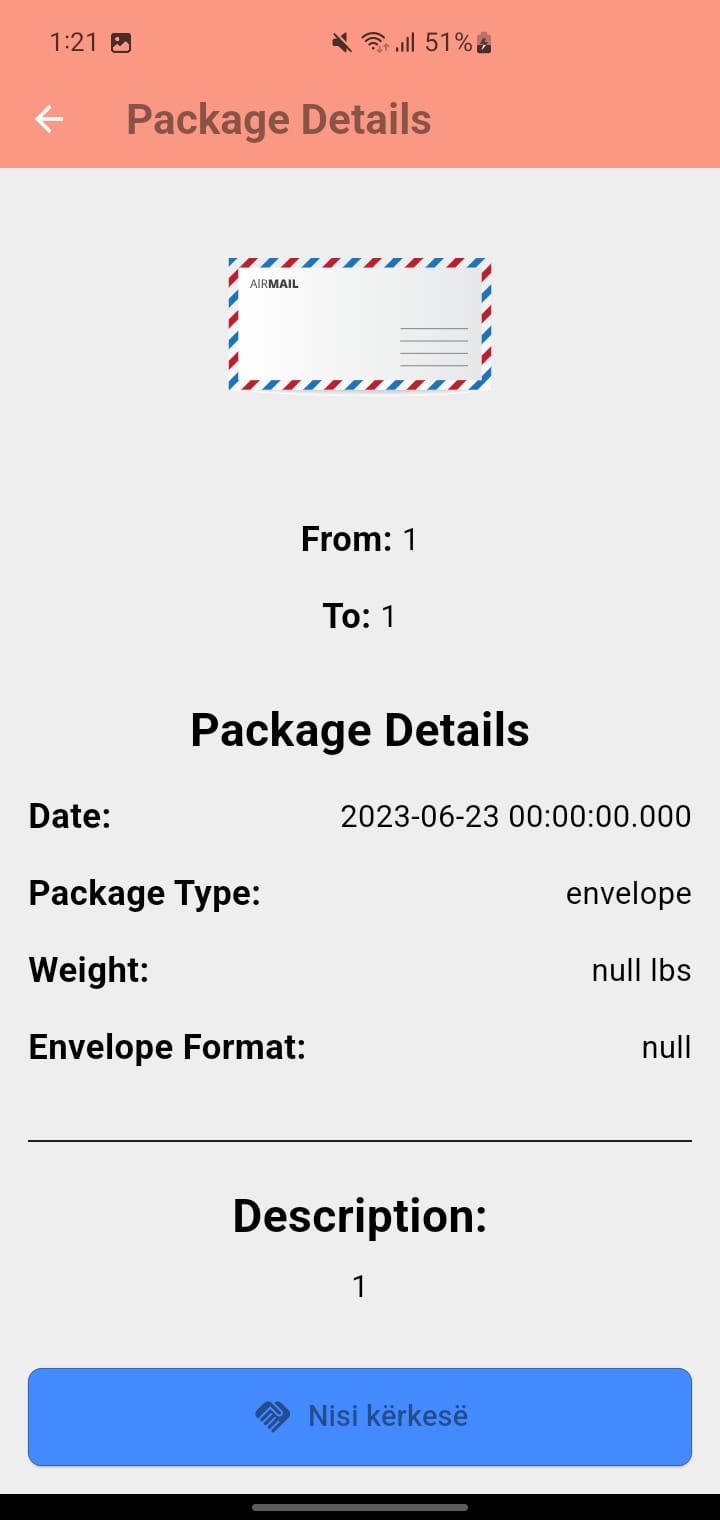 1:21 51%
Package Details
AIRMAIL
From: 1
To: 1
Package Details
Date: 2023-06-23 00:00:00.000
Package Type: envelope
Weight: null lbs
Envelope Format: null
Description:
1
Nisi kërkesë